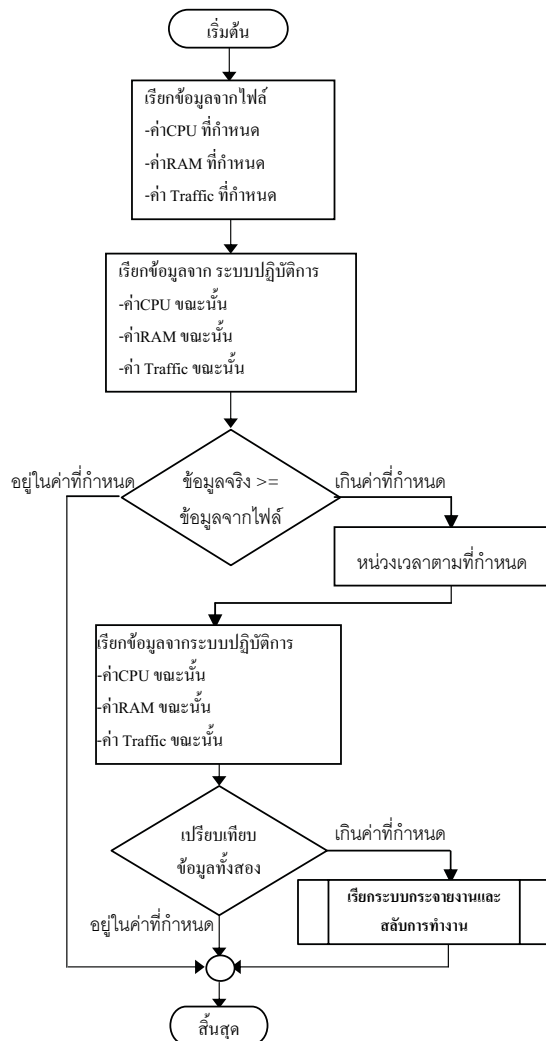 เริ่มต้น
เรียกข้อมูลจากไฟล์
-ค่าCPU ที่กำหนด
-ค่าRAM ที่กำหนด
-ค่า Traffic ที่กำหนด
เรียกข้อมูลจาก ระบบปฏิบัติการ
-ค่าCPU ขณะนั้น
-ค่าRAM ขณะนั้น
-ค่า Traffic ขณะนั้น
อยู่ในค่าที่กำหนด
ข้อมูลจริง >=
ข้อมูลจากไฟล์
เกินค่าที่กำหนด
หน่วงเวลาตามที่กำหนด
เรียกข้อมูลจากระบบปฏิบัติการ
-ค่าCPU ขณะนั้น
-ค่าRAM ขณะนั้น
-ค่า Traffic ขณะนั้น
เปรียบเทียบ
ข้อมูลทั้งสอง
เกินค่าที่กำหนด
เรียกระบบกระจายงานและ
สลับการทำงาน
อยู่ในค่าที่กำหนด
สิ้นสุด